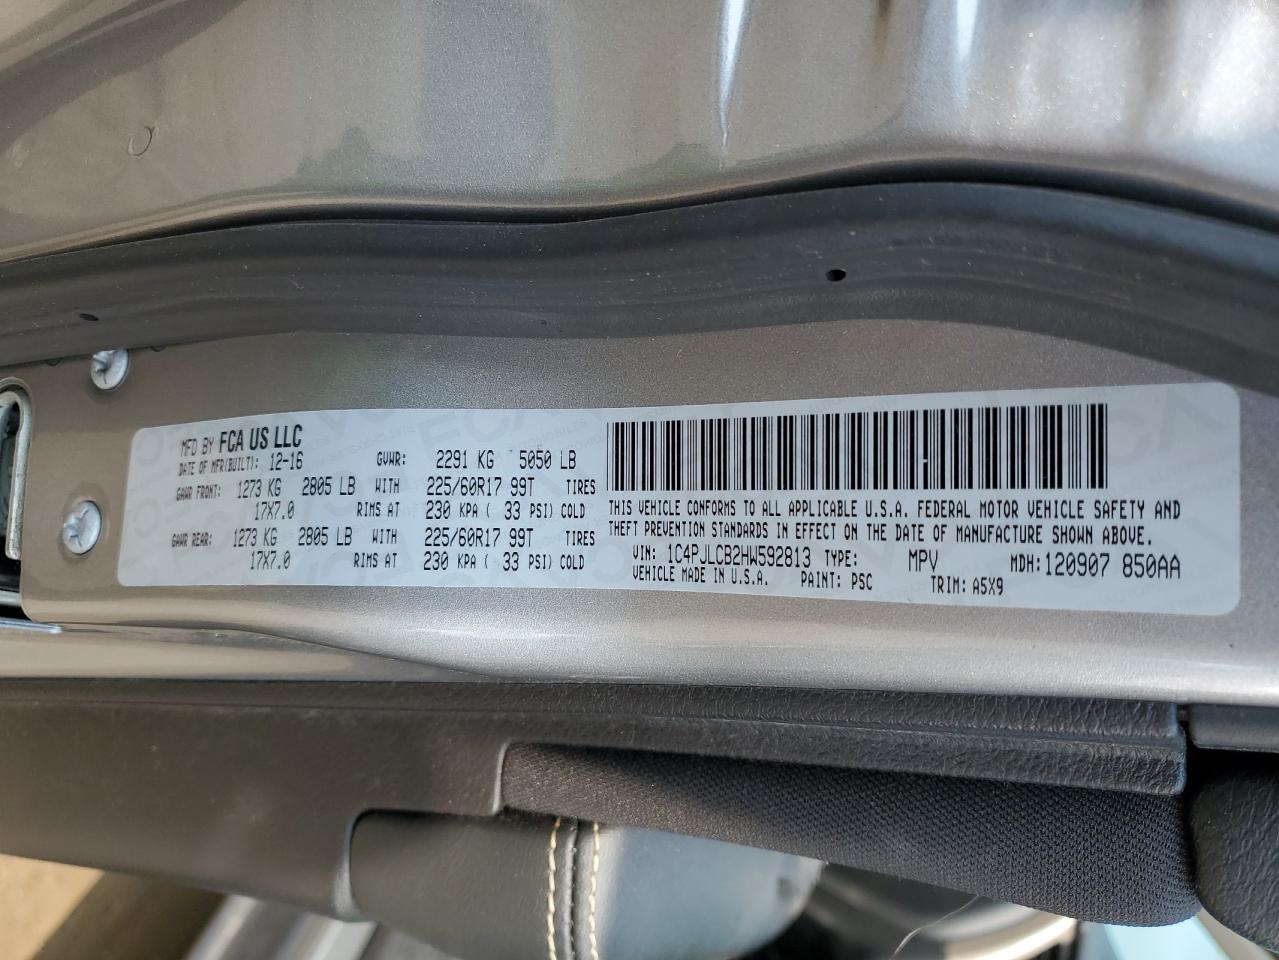 MFD BY FCA US LLC
DATE OF MFR(BUILT): 12-16 GVWR: 2291 KG 5050 LB
GAWR FRONT: 1273 KG 2805 LB WITH 225/60R17 99T TIRES
17X7.0 RIMS AT 230 KPA ( 33 PSI) COLD
GAWR REAR: 1273 KG 2805 LB WITH 225/60R17 99T TIRES
17X7.0 RIMS AT 230 KPA ( 33 PSI) COLD
THIS VEHICLE CONFORMS TO ALL APPLICABLE U.S.A. FEDERAL MOTOR VEHICLE SAFETY AND
THEFT PREVENTION STANDARDS IN EFFECT ON THE DATE OF MANUFACTURE SHOWN ABOVE.
VIN: 1C4PJLCB2HW592813 TYPE: MPV MDH: 120907 850AA
VEHICLE MADE IN U.S.A. PAINT: PSC TRIM: A5X9